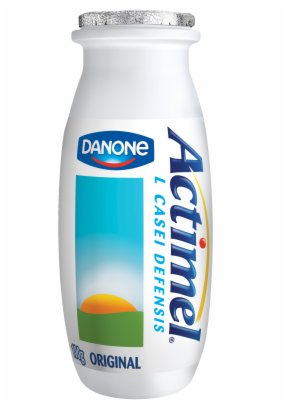 DANONE
Actimel®
L CASEI DEFENSIS
ORIGINAL